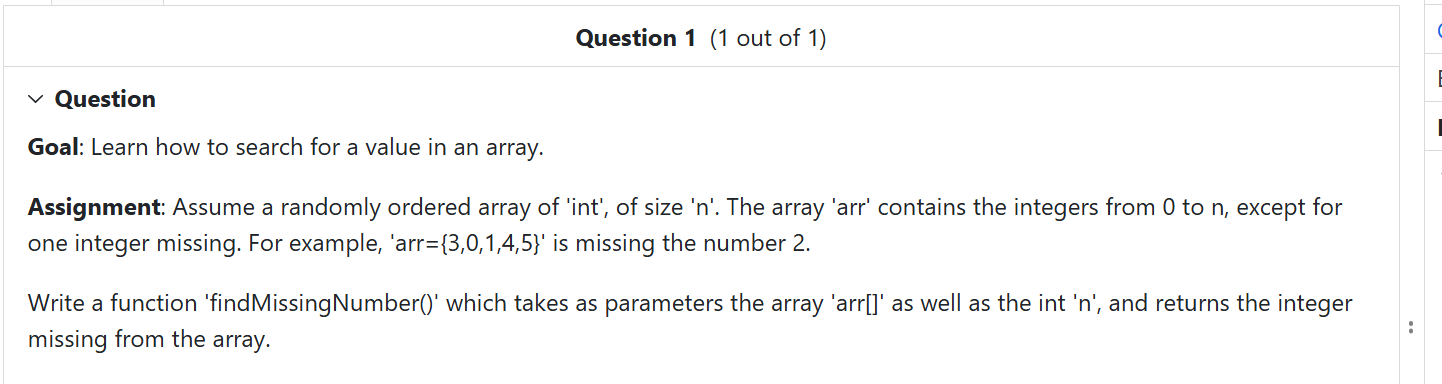 Question 1 (1 out of 1)
Question
Goal: Learn how to search for a value in an array.
Assignment: Assume a randomly ordered array of 'int', of size 'n'. The array 'arr' contains the integers from 0 to n, except for
one integer missing. For example, 'arr={3,0,1,4,5}' is missing the number 2.
Write a function 'findMissingNumber()' which takes as parameters the array 'arr[]' as well as the int 'n', and returns the integer
missing from the array.